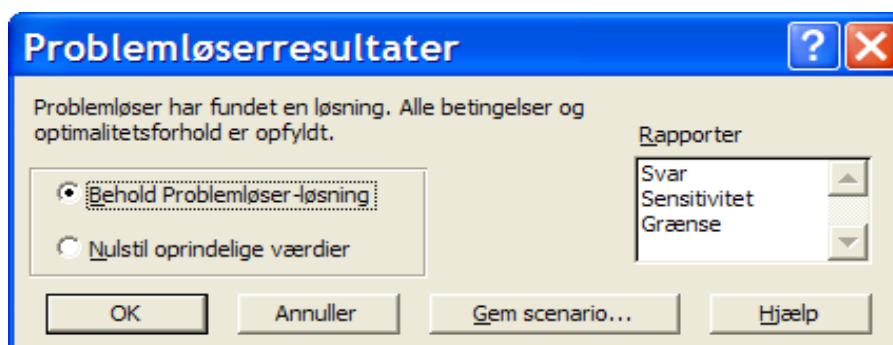 Problemløserresultater
Problemløser har fundet en løsning. Alle betingelser og
optimalitetsforhold er opfyldt.
Behold Problemløser-løsning
Nulstil oprindelige værdier
Rapporter
Svar
Sensitivitet
Grænse
OK
Annuller
Gem scenario...
Hjælp